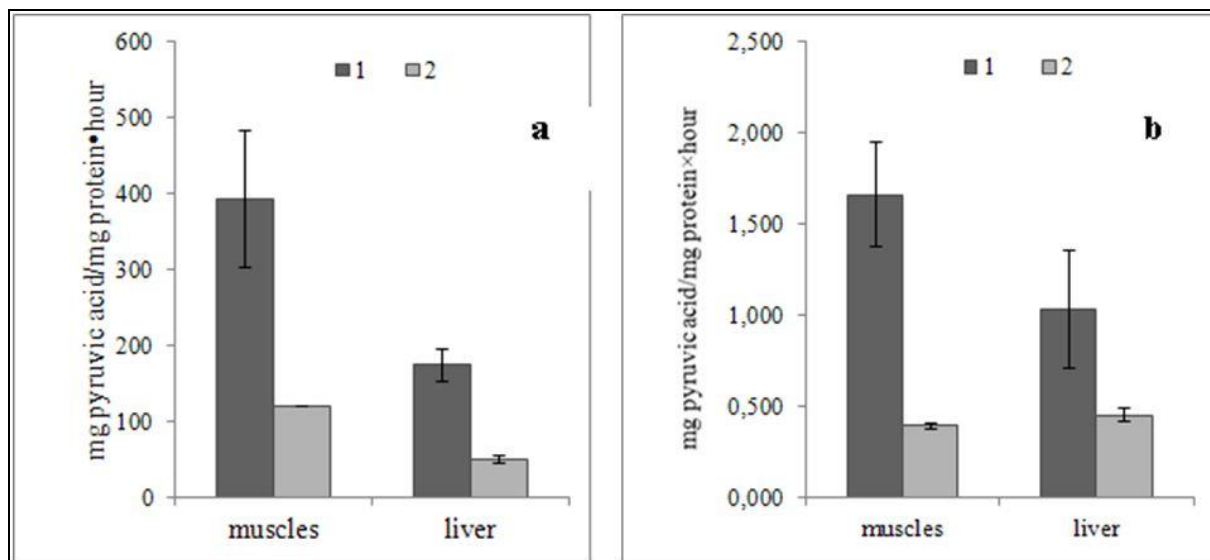 600
500
400
300
200
100
0
mg pyruvic acid/mg protein•hour
1 2
a
muscles liver
2,500
2,000
1,500
1,000
0,500
0,000
mg pyruvic acid/mg protein×hour
1 2
b
muscles liver